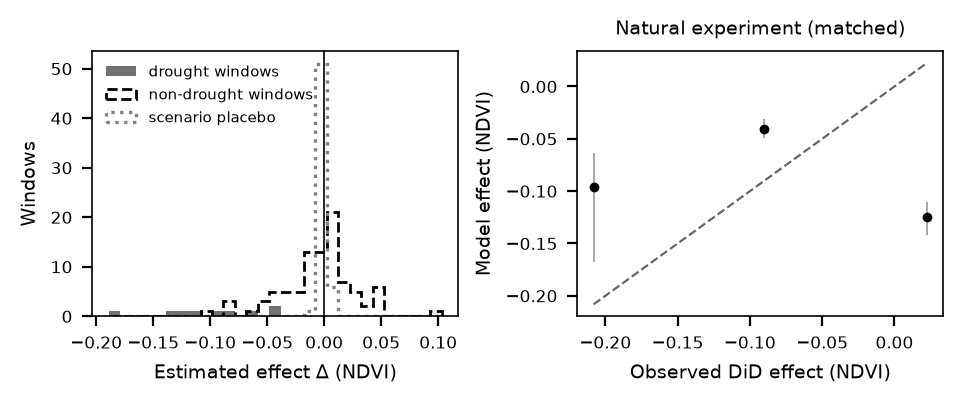 50
40
30
20
10
0
Windows
drought windows
non-drought windows
scenario placebo
−0.20 −0.15 −0.10 −0.05 0.00 0.05 0.10
Estimated effect Δ (NDVI)
Natural experiment (matched)
0.00
−0.05
−0.10
−0.15
−0.20
Model effect (NDVI)
−0.20 −0.15 −0.10 −0.05 0.00
Observed DiD effect (NDVI)